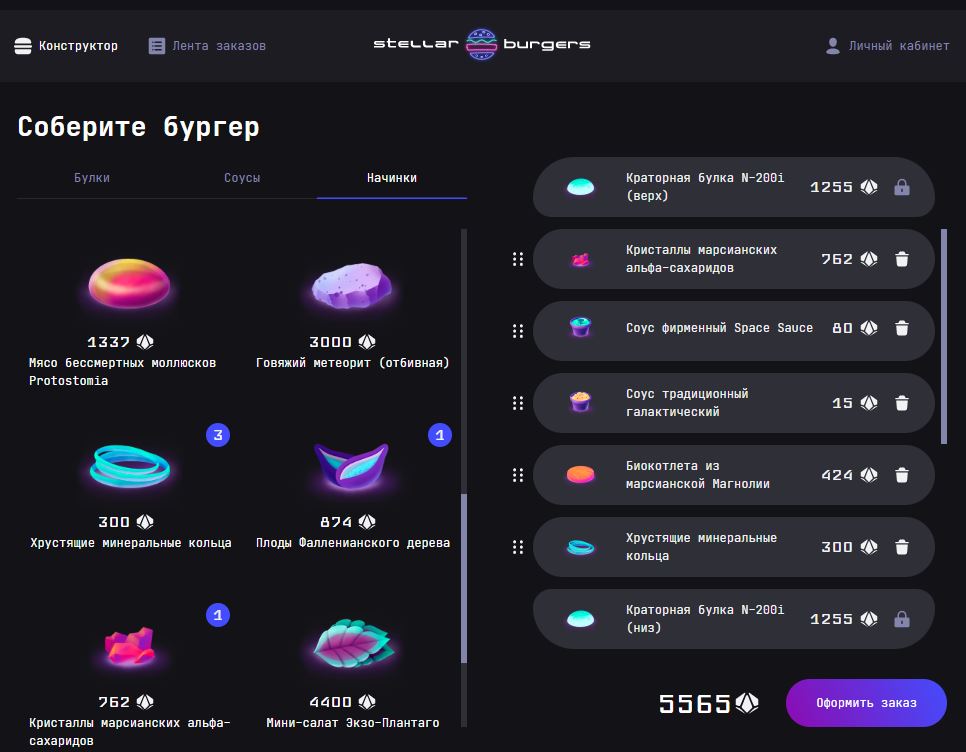 Конструктор
Лента заказов
stellar burgers
Личный кабинет
Соберите бургер
Булки
Соусы
Начинки
1337
Мясо бессмертных моллюсков
Protostomia
3000
Говяжий метеорит (отбивная)
3
300
Хрустящие минеральные кольца
1
874
Плоды Фалленианского дерева
1
762
Кристаллы марсианских альфа-
сахаридов
4400
Мини-салат Экзо-Плантаго
Краторная булка N-200i
(верх)
1255
Кристаллы марсианских
альфа-сахаридов
762
Соус фирменный Space Sauce
80
Соус традиционный
галактический
15
Биокотлета из
марсианской Магнолии
424
Хрустящие минеральные
кольца
300
Краторная булка N-200i
(низ)
1255
5565
Оформить заказ